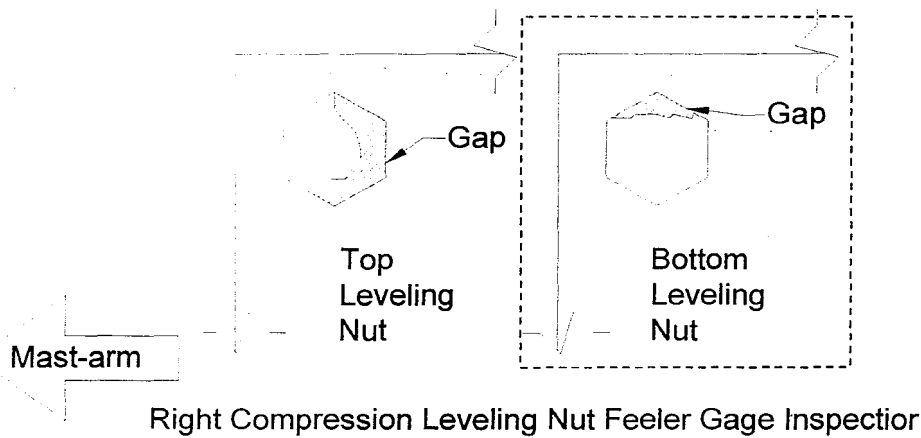 Gap
Gap
Top
Leveling
Nut
Bottom
Leveling
Nut
Mast-arm
Right Compression Leveling Nut Feeler Gage Inspection